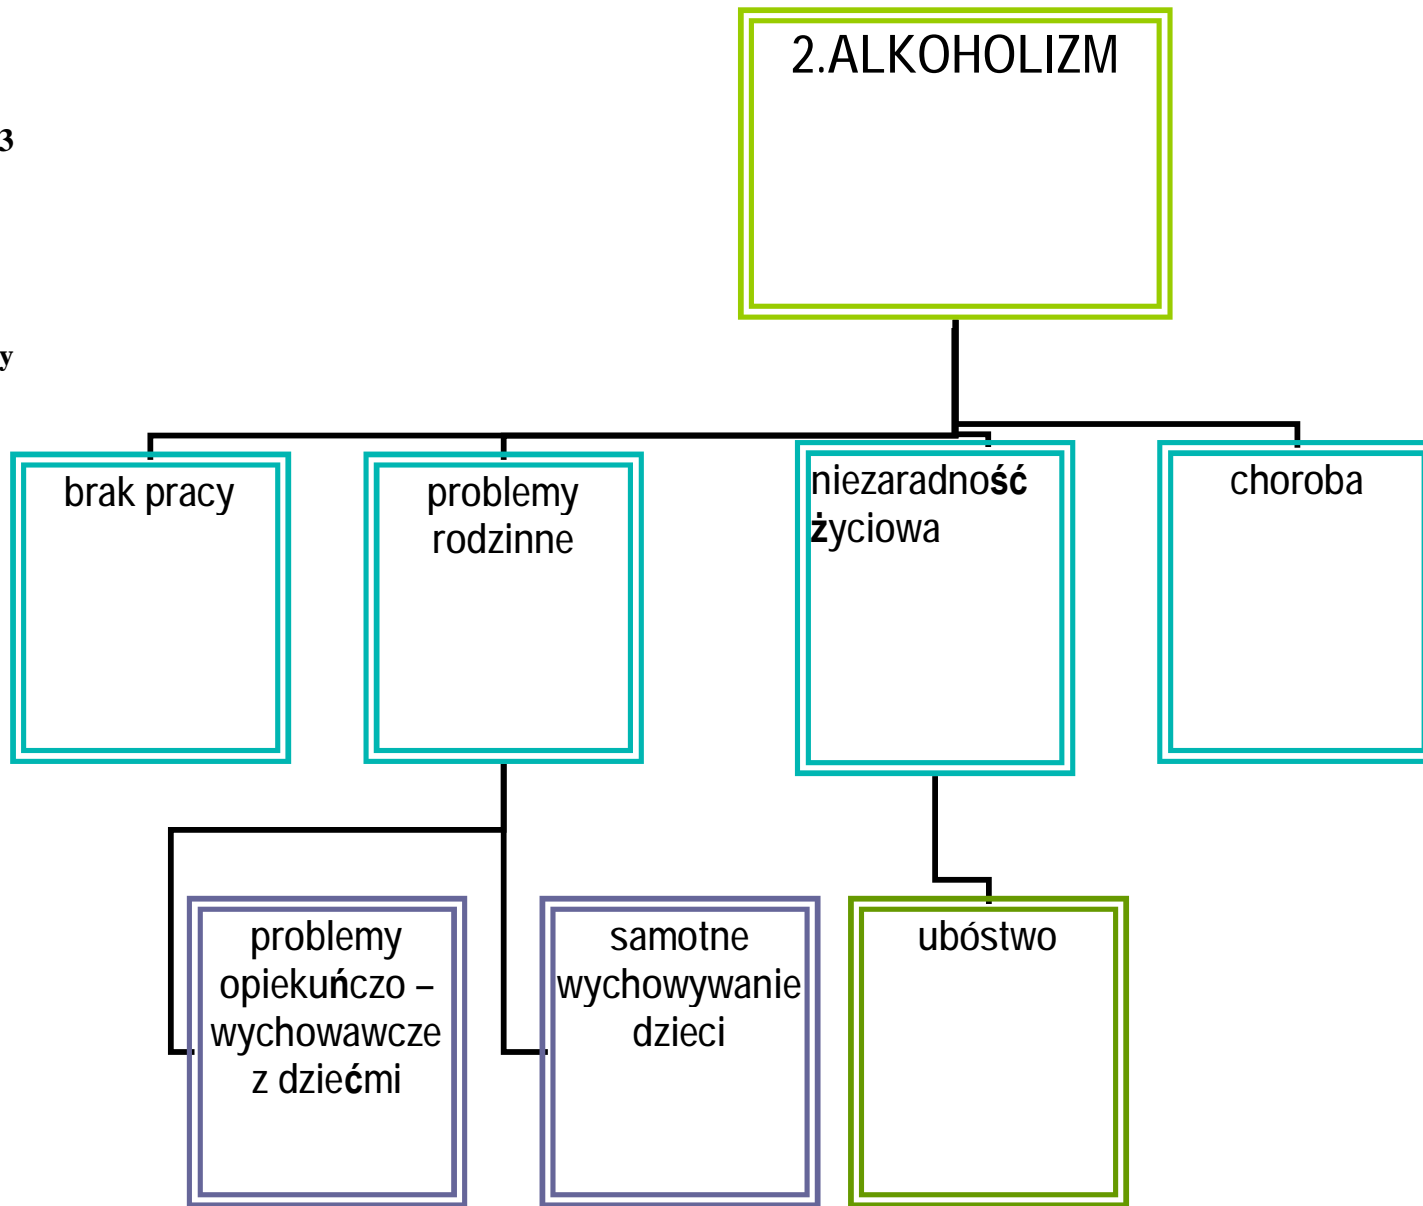 2.ALKOHOLIZM
3
y
brak pracy
problemy
rodzinne
niezaradność
życiowa
choroba
problemy
opiekuńczo –
wychowawcze
z dziećmi
samotne
wychowywanie
dzieci
ubóstwo